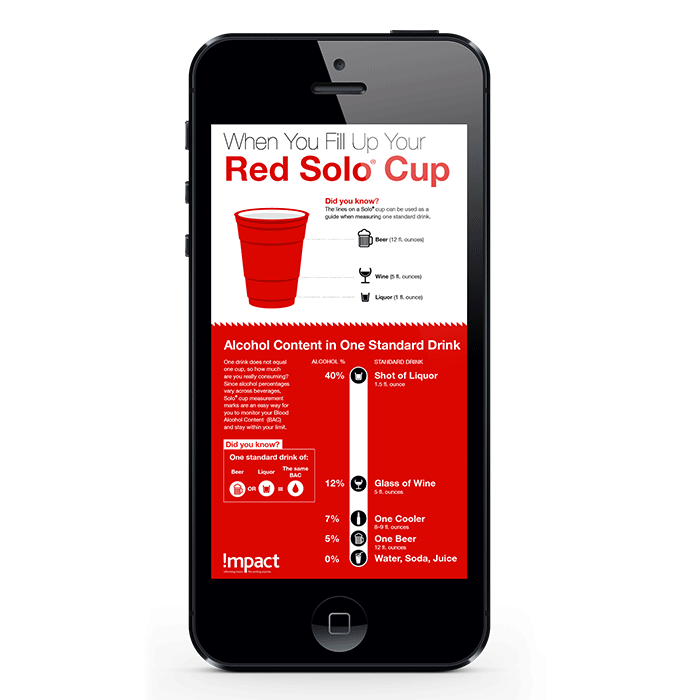 When You Fill Up Your
Red Solo® Cup
Did you know?
The lines on a Solo® cup can be used as a
guide when measuring one standard drink.
Beer (12 fl. ounces)
Wine (5 fl. ounces)
Liquor (1 fl. ounce)
Alcohol Content in One Standard Drink
One drink does not equal
one cup, so how much
are you really consuming?
Since alcohol percentages
vary across beverages,
Solo® cup measurement
marks are an easy way for
you to monitor your Blood
Alcohol Content (BAC)
and stay within your limit.
Did you know?
One standard drink of:
Beer Liquor The same
BAC
OR =
ALCOHOL % STANDARD DRINK
40% Shot of Liquor
1.5 fl. ounce
12% Glass of Wine
5 fl. ounces
7% One Cooler
8-9 fl. ounces
5% One Beer
12 fl. ounces
0% Water, Soda, Juice
!mpact